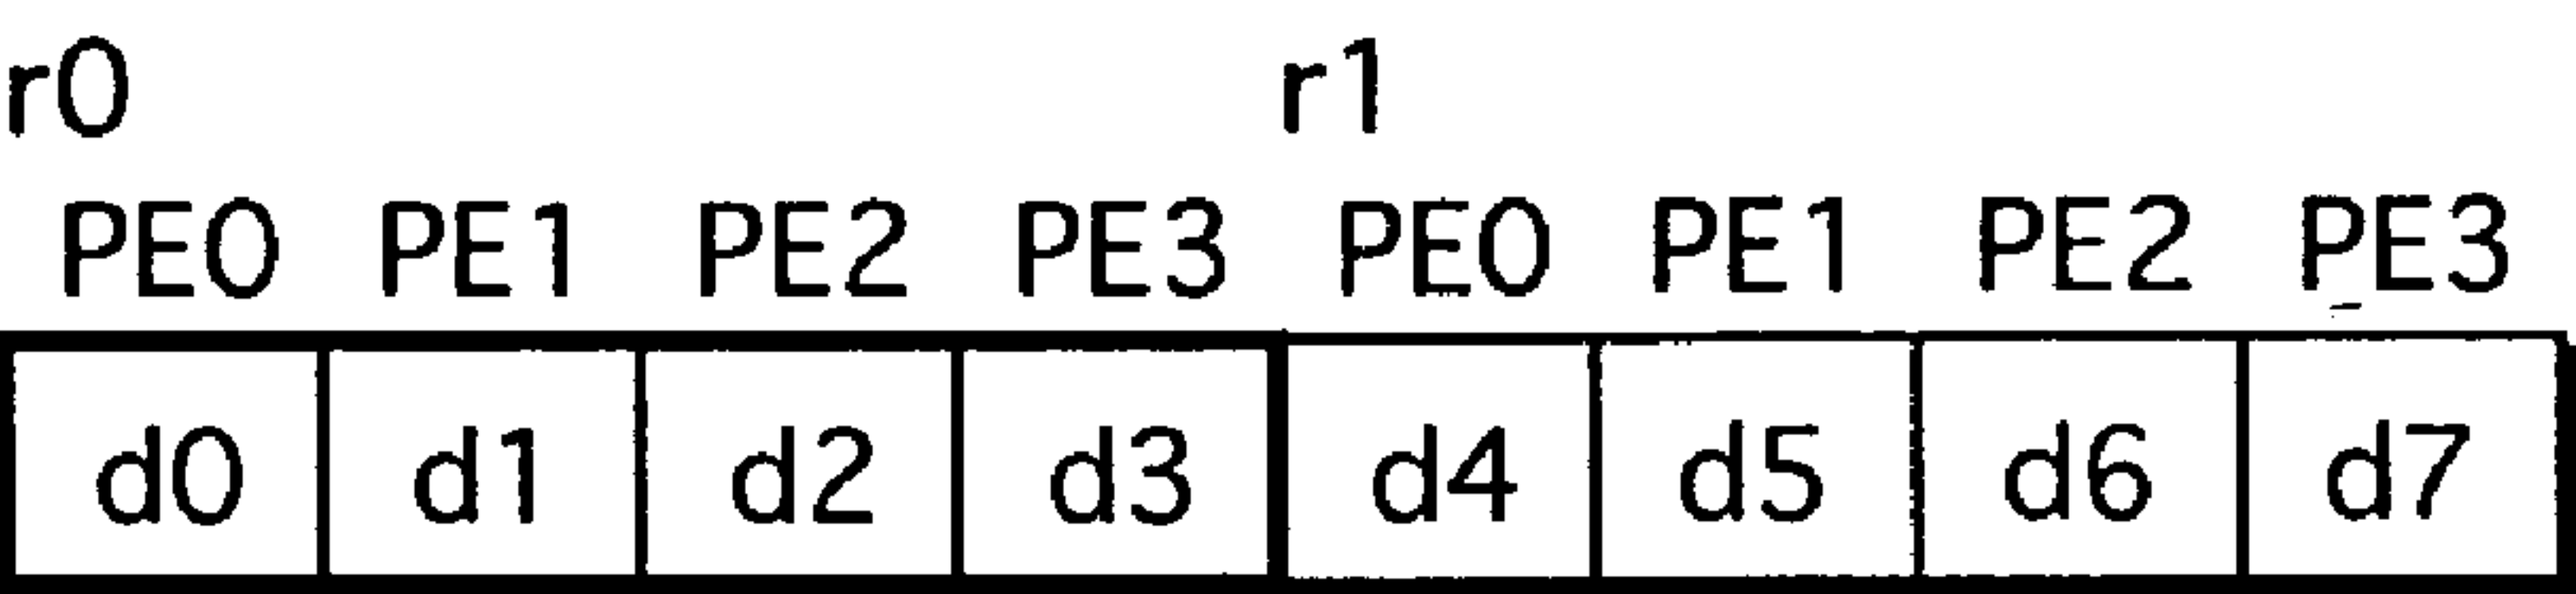 r0 r1
PE0 PE1 PE2 PE3 PE0 PE1 PE2 PE3
d0 d1 d2 d3 d4 d5 d6 d7